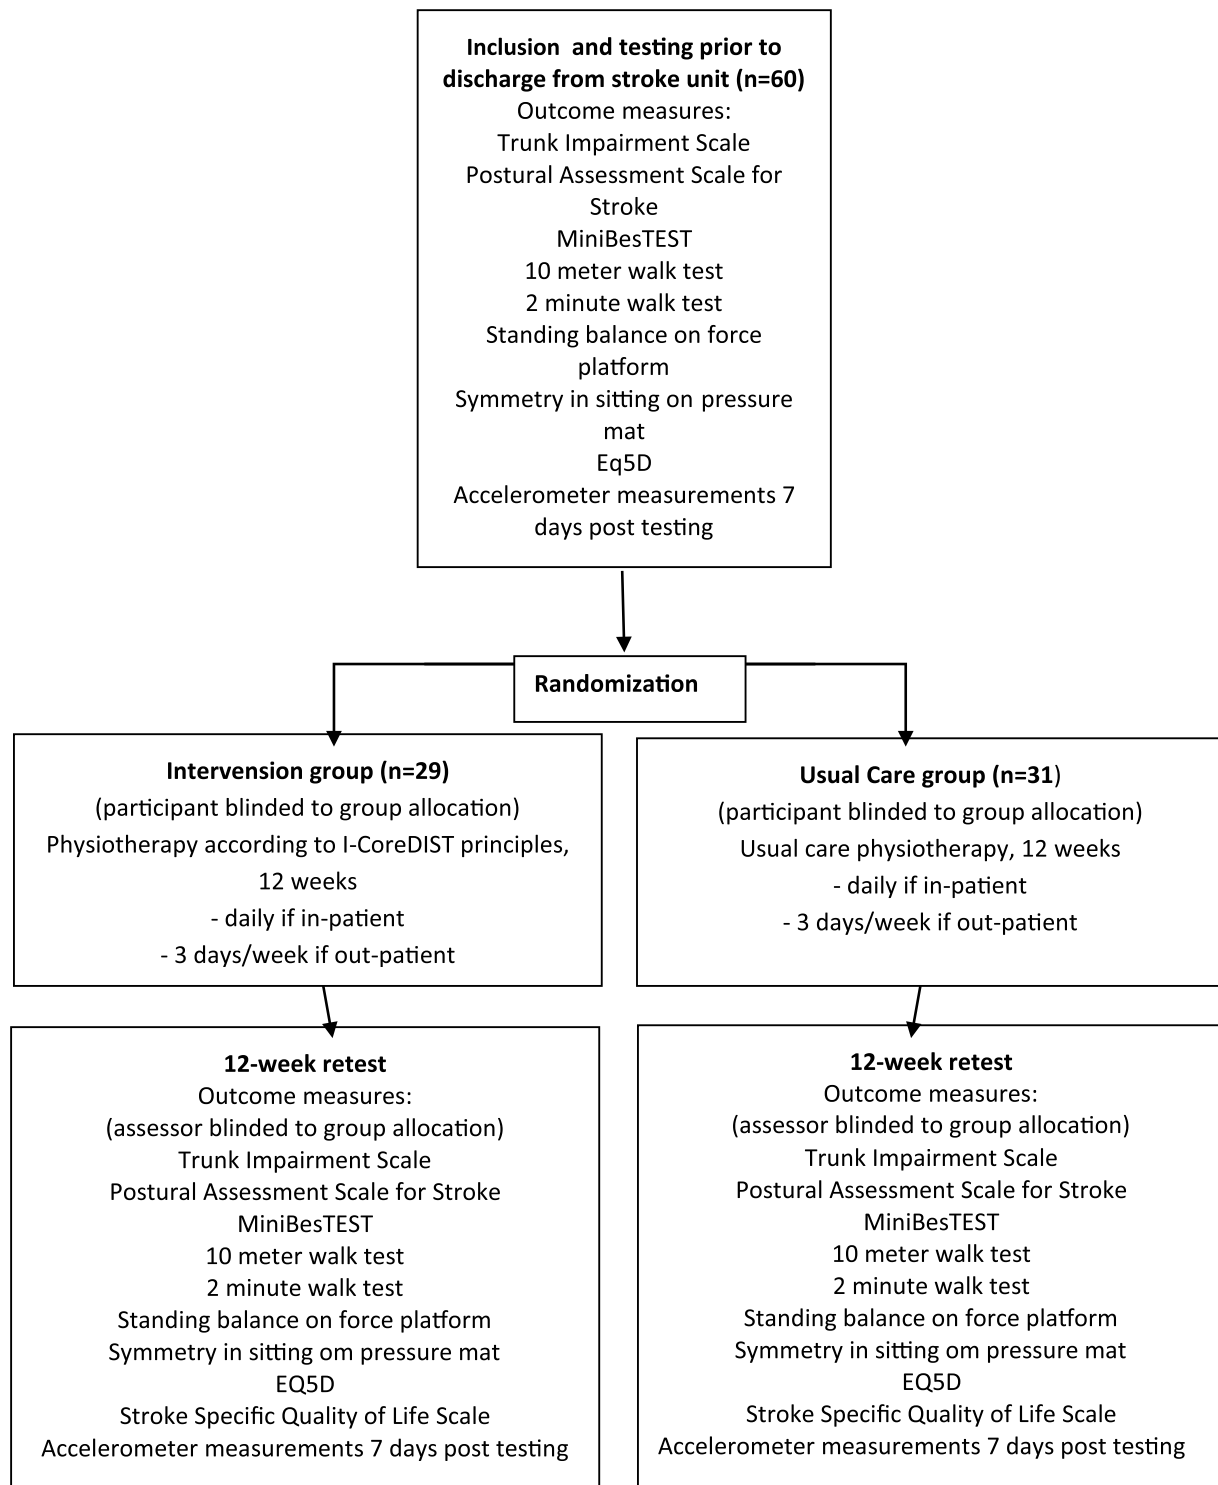 Inclusion and testing prior to
discharge from stroke unit (n=60)
Outcome measures:
Trunk Impairment Scale
Postural Assessment Scale for
Stroke
MiniBesTEST
10 meter walk test
2 minute walk test
Standing balance on force
platform
Symmetry in sitting on pressure
mat
Eq5D
Accelerometer measurements 7
days post testing
Randomization
Intervension group (n=29)
(participant blinded to group allocation)
Physiotherapy according to I-CoreDIST principles,
12 weeks
- daily if in-patient
- 3 days/week if out-patient
Usual Care group (n=31)
(participant blinded to group allocation)
Usual care physiotherapy, 12 weeks
- daily if in-patient
- 3 days/week if out-patient
12-week retest
Outcome measures:
(assessor blinded to group allocation)
Trunk Impairment Scale
Postural Assessment Scale for Stroke
MiniBesTEST
10 meter walk test
2 minute walk test
Standing balance on force platform
Symmetry in sitting om pressure mat
EQ5D
Stroke Specific Quality of Life Scale
Accelerometer measurements 7 days post testing
12-week retest
Outcome measures:
(assessor blinded to group allocation)
Trunk Impairment Scale
Postural Assessment Scale for Stroke
MiniBesTEST
10 meter walk test
2 minute walk test
Standing balance on force platform
Symmetry in sitting om pressure mat
EQ5D
Stroke Specific Quality of Life Scale
Accelerometer measurements 7 days post testing